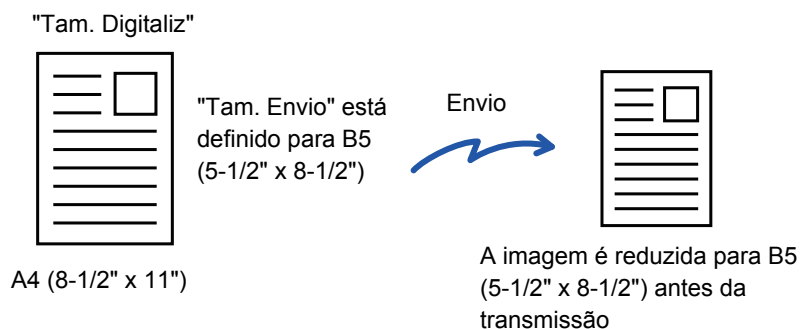 "Tam. Digitaliz"
"Tam. Envio" está
definido para B5
(5-1/2" x 8-1/2")
Envio
A4 (8-1/2" x 11")
A imagem é reduzida para B5
(5-1/2" x 8-1/2") antes da
transmissão